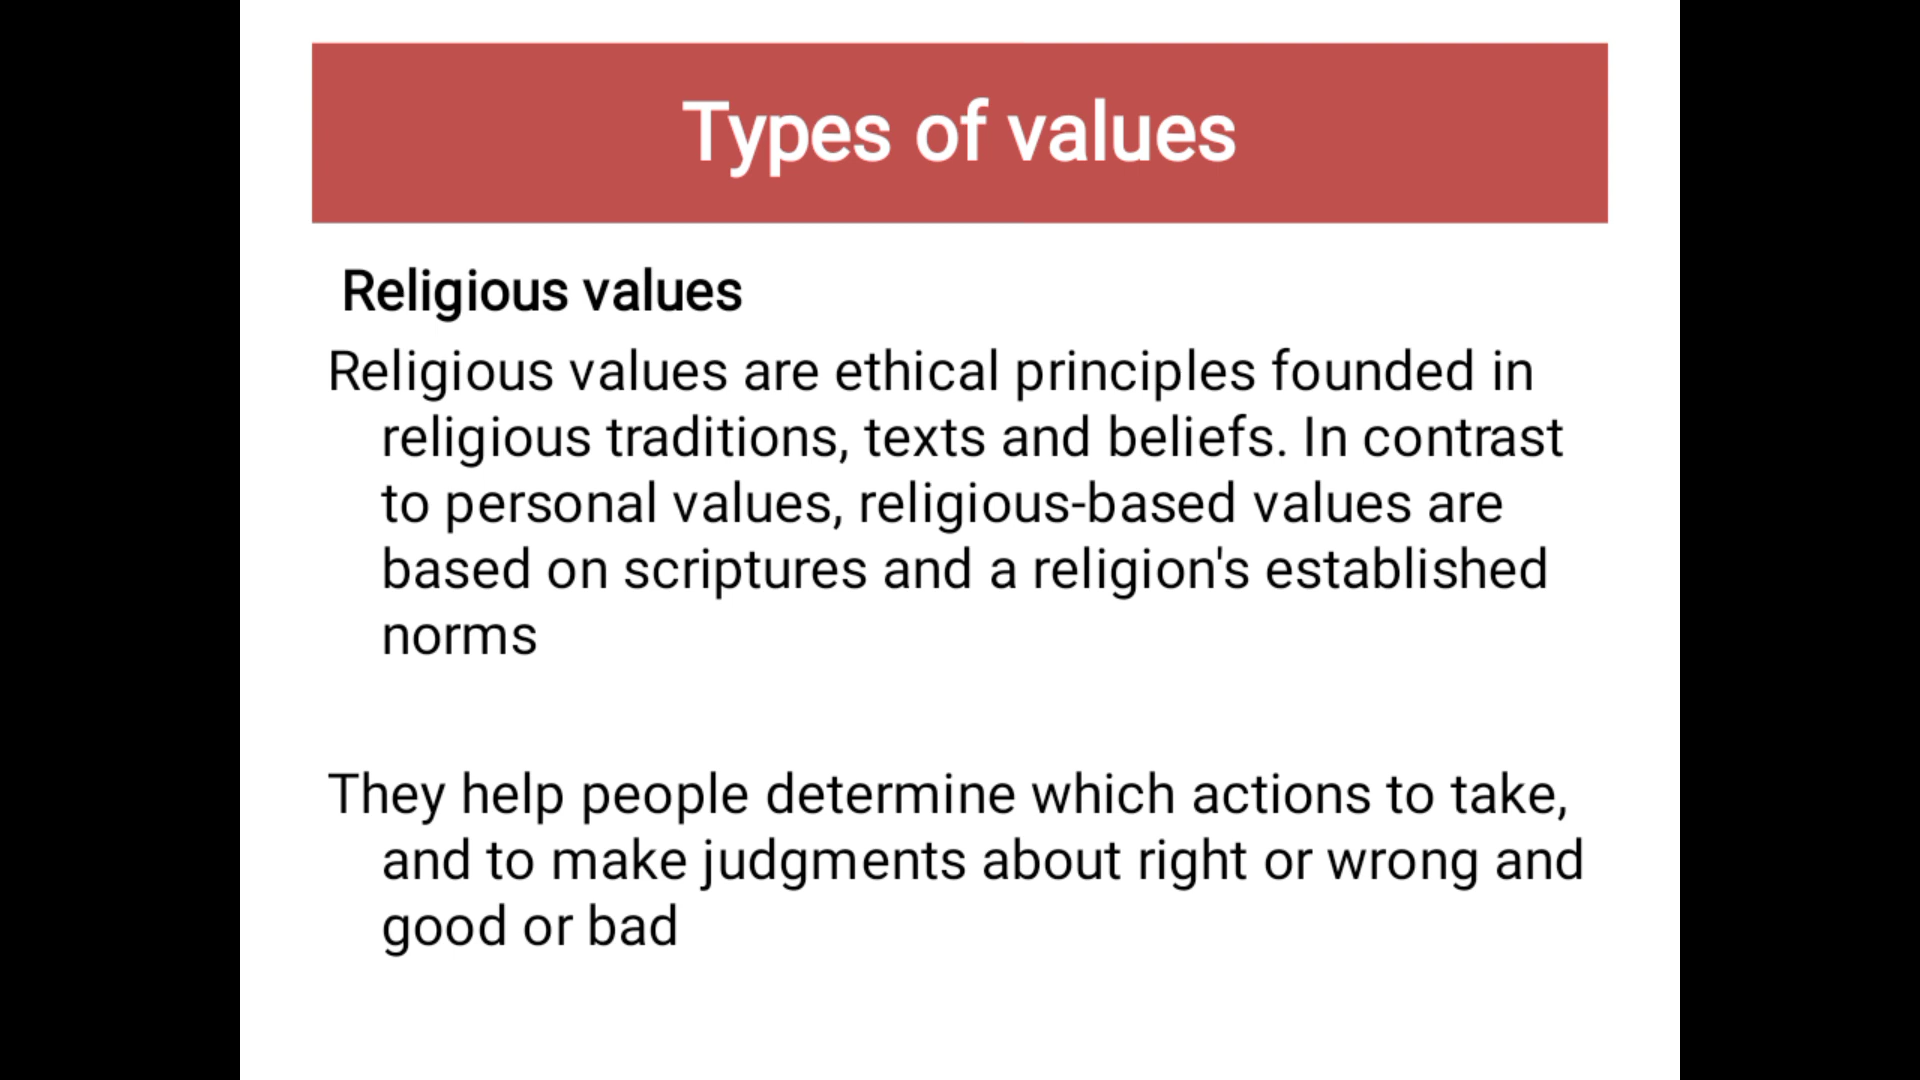 Types of values
Religious values
Religious values are ethical principles founded in
religious traditions, texts and beliefs. In contrast
to personal values, religious-based values are
based on scriptures and a religion's established
norms
They help people determine which actions to take,
and to make judgments about right or wrong and
good or bad